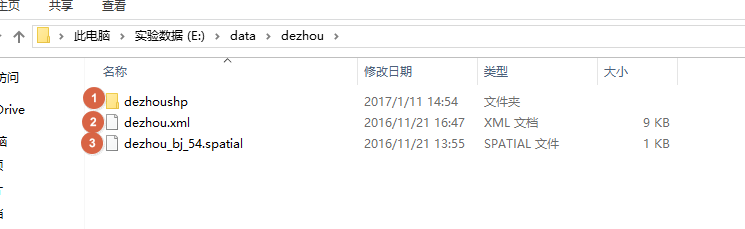 主页 共享 查看
此电脑 实验数据 (E:) data dezhou
名称 修改日期 类型 大小
访问
1 dezhoushp 2017/1/11 14:54 文件夹
Drive
2 dezhou.xml 2016/11/21 16:47 XML 文档 9 KB
脑
3 dezhou_bj_54.spatial 2016/11/21 13:55 SPATIAL 文件 1 KB